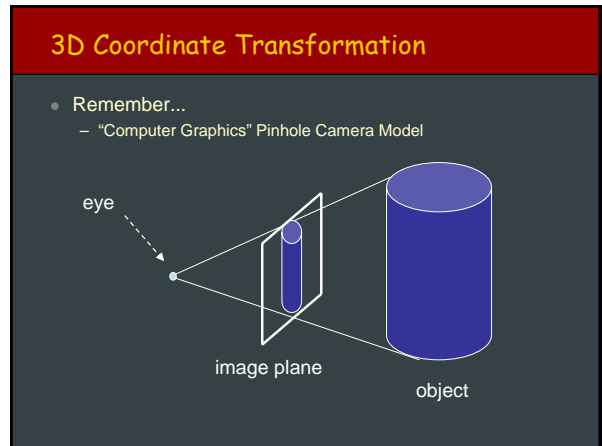 3D Coordinate Transformation
● Remember...
– “Computer Graphics” Pinhole Camera Model
eye
image plane
object